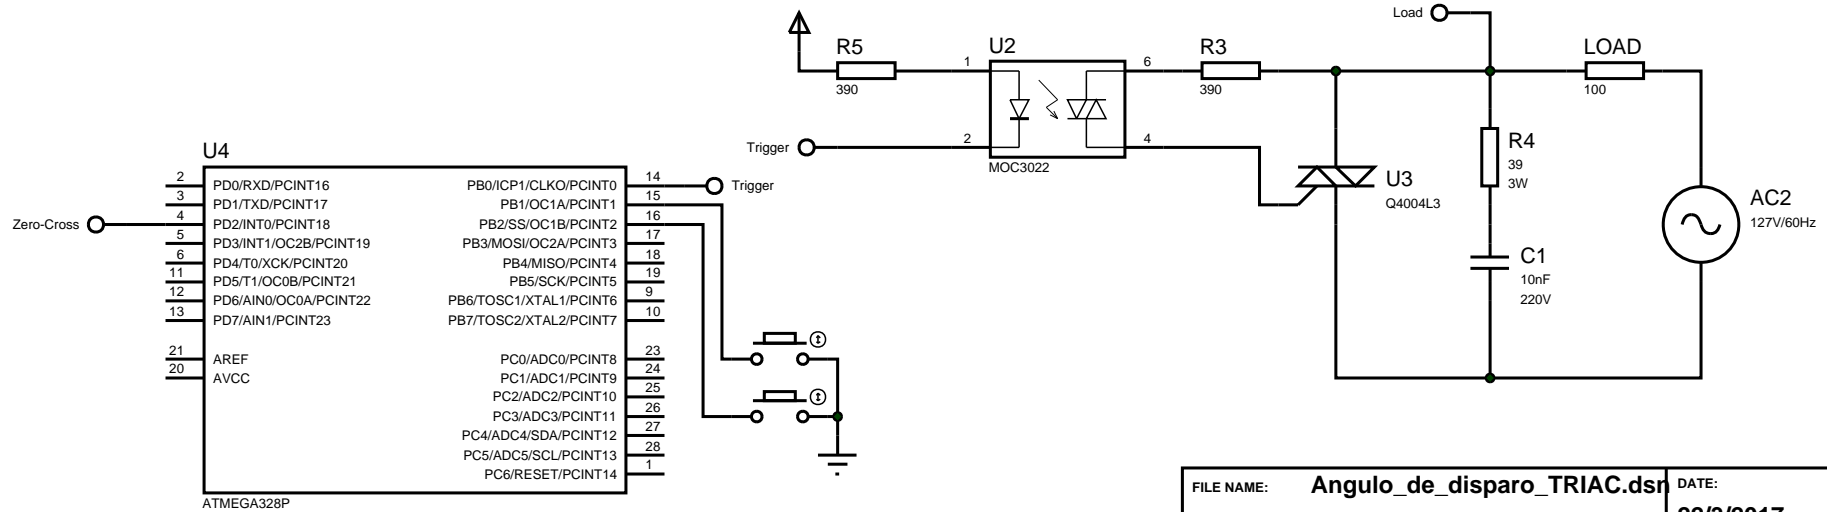 Load
R5
390
U2
1
2
6
4
MOC3022
R3
390
LOAD
100
Trigger
R4
39
3W
U3
Q4004L3
C1
10nF
220V
AC2
127V/60Hz
U4
2 PD0/RXD/PCINT16
3 PD1/TXD/PCINT17
Zero-Cross 4 PD2/INT0/PCINT18
5 PD3/INT1/OC2B/PCINT19
6 PD4/T0/XCK/PCINT20
11 PD5/T1/OC0B/PCINT21
12 PD6/AIN0/OC0A/PCINT22
13 PD7/AIN1/PCINT23
21 AREF
20 AVCC
PB0/ICP1/CLKO/PCINT0 14 Trigger
PB1/OC1A/PCINT1 15
PB2/SS/OC1B/PCINT2 16
PB3/MOSI/OC2A/PCINT3 17
PB4/MISO/PCINT4 18
PB5/SCK/PCINT5 19
PB6/TOSC1/XTAL1/PCINT6 9
PB7/TOSC2/XTAL2/PCINT7 10
PC0/ADC0/PCINT8 23
PC1/ADC1/PCINT9 24
PC2/ADC2/PCINT10 25
PC3/ADC3/PCINT11 26
PC4/ADC4/SDA/PCINT12 27
PC5/ADC5/SCL/PCINT13 28
PC6/RESET/PCINT14 1
ATMEGA328P
FILE NAME: Angulo_de_disparo_TRIAC.dsn
DATE: